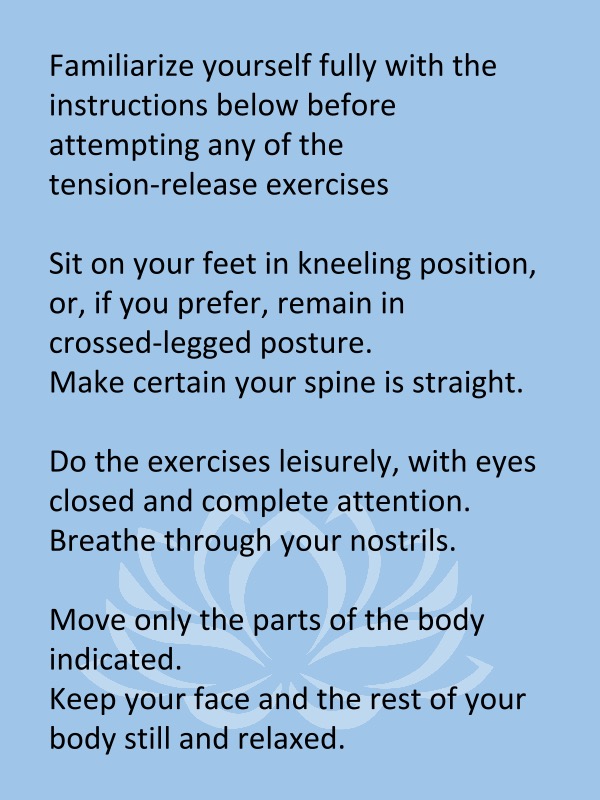 Familiarize yourself fully with the
instructions below before
attempting any of the
tension-release exercises
Sit on your feet in kneeling position,
or, if you prefer, remain in
crossed-legged posture.
Make certain your spine is straight.
Do the exercises leisurely, with eyes
closed and complete attention.
Breathe through your nostrils.
Move only the parts of the body
indicated.
Keep your face and the rest of your
body still and relaxed.